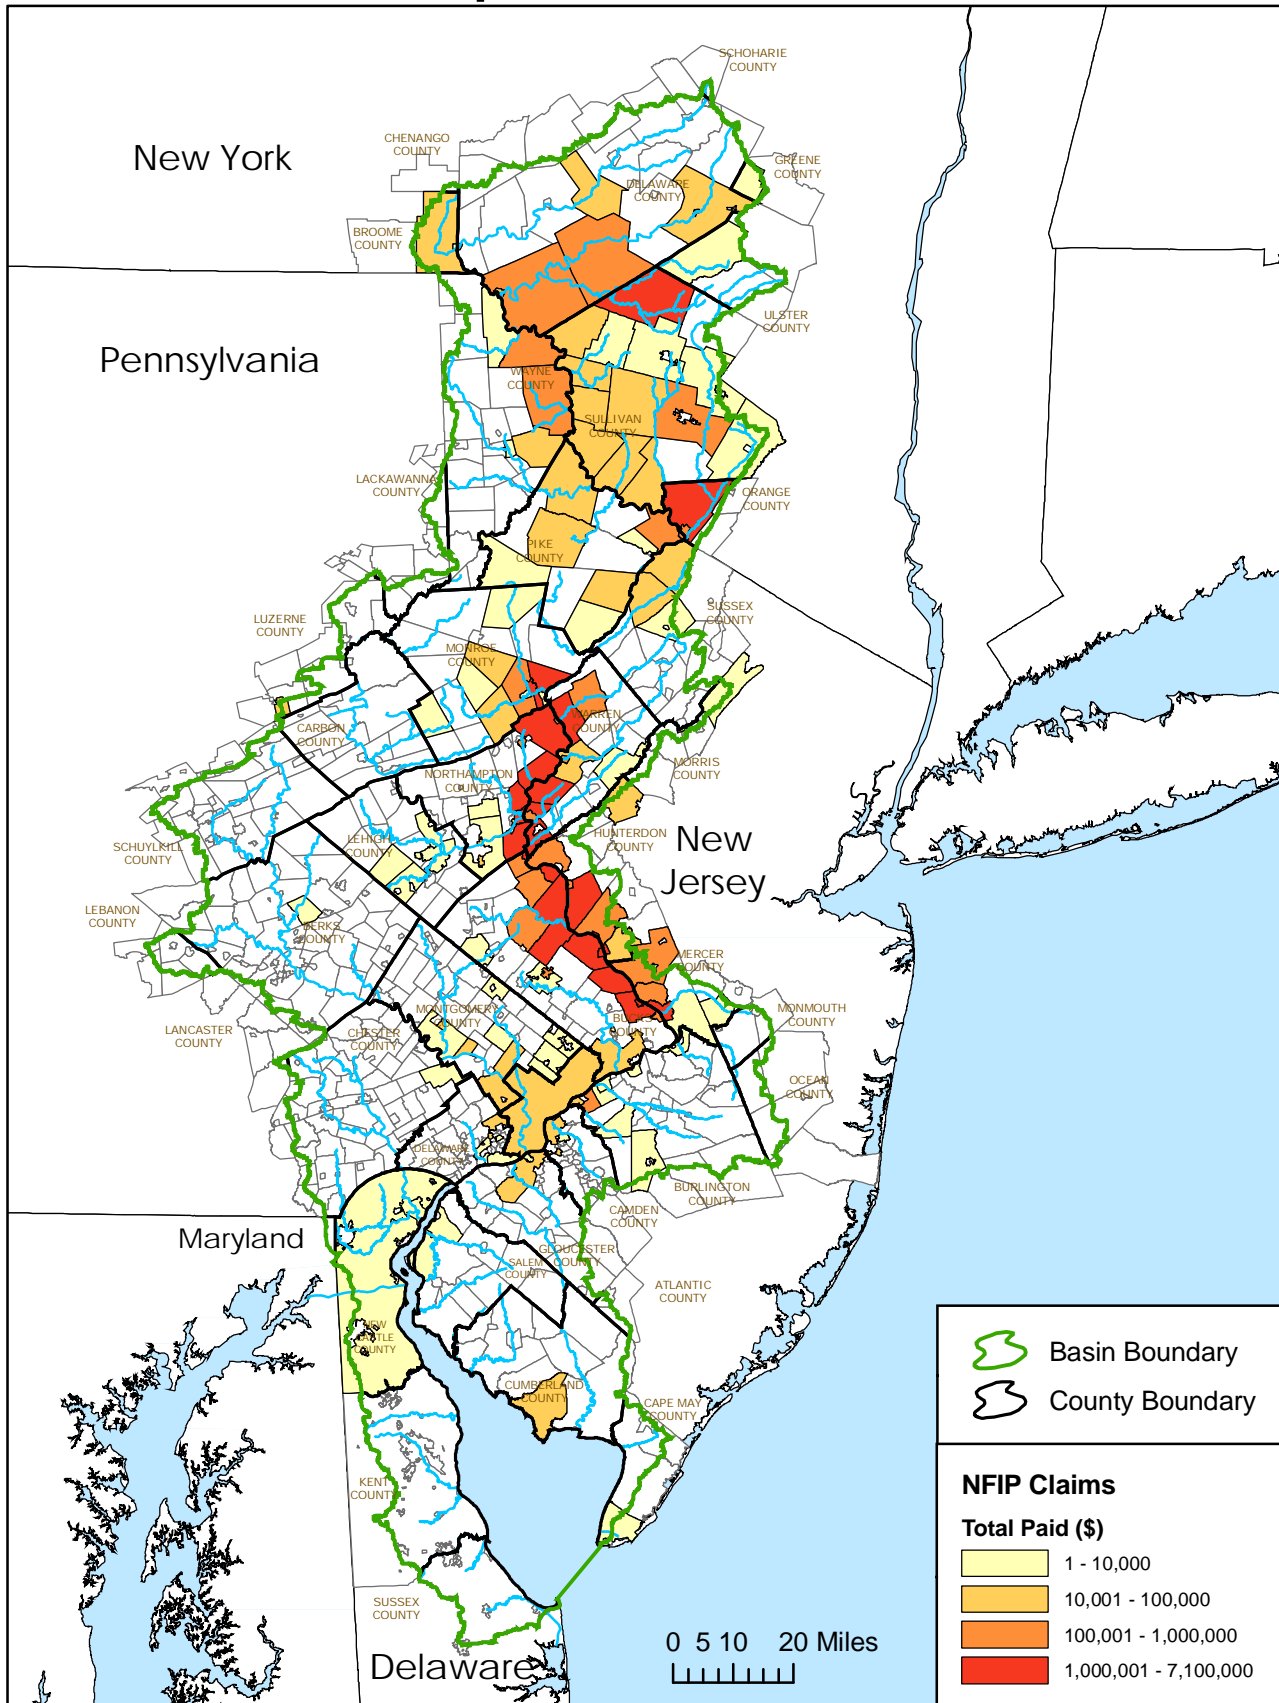 SCHOHARIE
COUNTY
New York
CHENANGO
COUNTY
GREENE
COUNTY
DELAWARE
COUNTY
BROOME
COUNTY
Pennsylvania
ULSTER
COUNTY
WAYNE
COUNTY
SULLIVAN
COUNTY
LACKAWANNA
COUNTY
ORANGE
COUNTY
PIKE
COUNTY
LUZERNE
COUNTY
SUSSEX
COUNTY
MONROE
COUNTY
CARBON
COUNTY
WARREN
COUNTY
MORRIS
COUNTY
NORTHAMPTON
COUNTY
SCHUYLKILL
COUNTY
LEHIGH
COUNTY
HUNTERDON
COUNTY
New
Jersey
LEBANON
COUNTY
BERKS
COUNTY
MERCER
COUNTY
LANCASTER
COUNTY
CHESTER
COUNTY
MONTGOMERY
COUNTY
BUCKS
COUNTY
MONMOUTH
COUNTY
OCEAN
COUNTY
DELAWARE
COUNTY
BURLINGTON
COUNTY
CAMDEN
COUNTY
Maryland
GLOUCESTER
COUNTY
SALEM
COUNTY
ATLANTIC
COUNTY
NEW
CASTLE
COUNTY
CUMBERLAND
COUNTY
CAPE MAY
COUNTY
KENT
COUNTY
SUSSEX
COUNTY
Delaware
0 5 10 20 Miles
Basin Boundary
County Boundary
NFIP Claims
Total Paid ($)
1 - 10,000
10,001 - 100,000
100,001 - 1,000,000
1,000,001 - 7,100,000